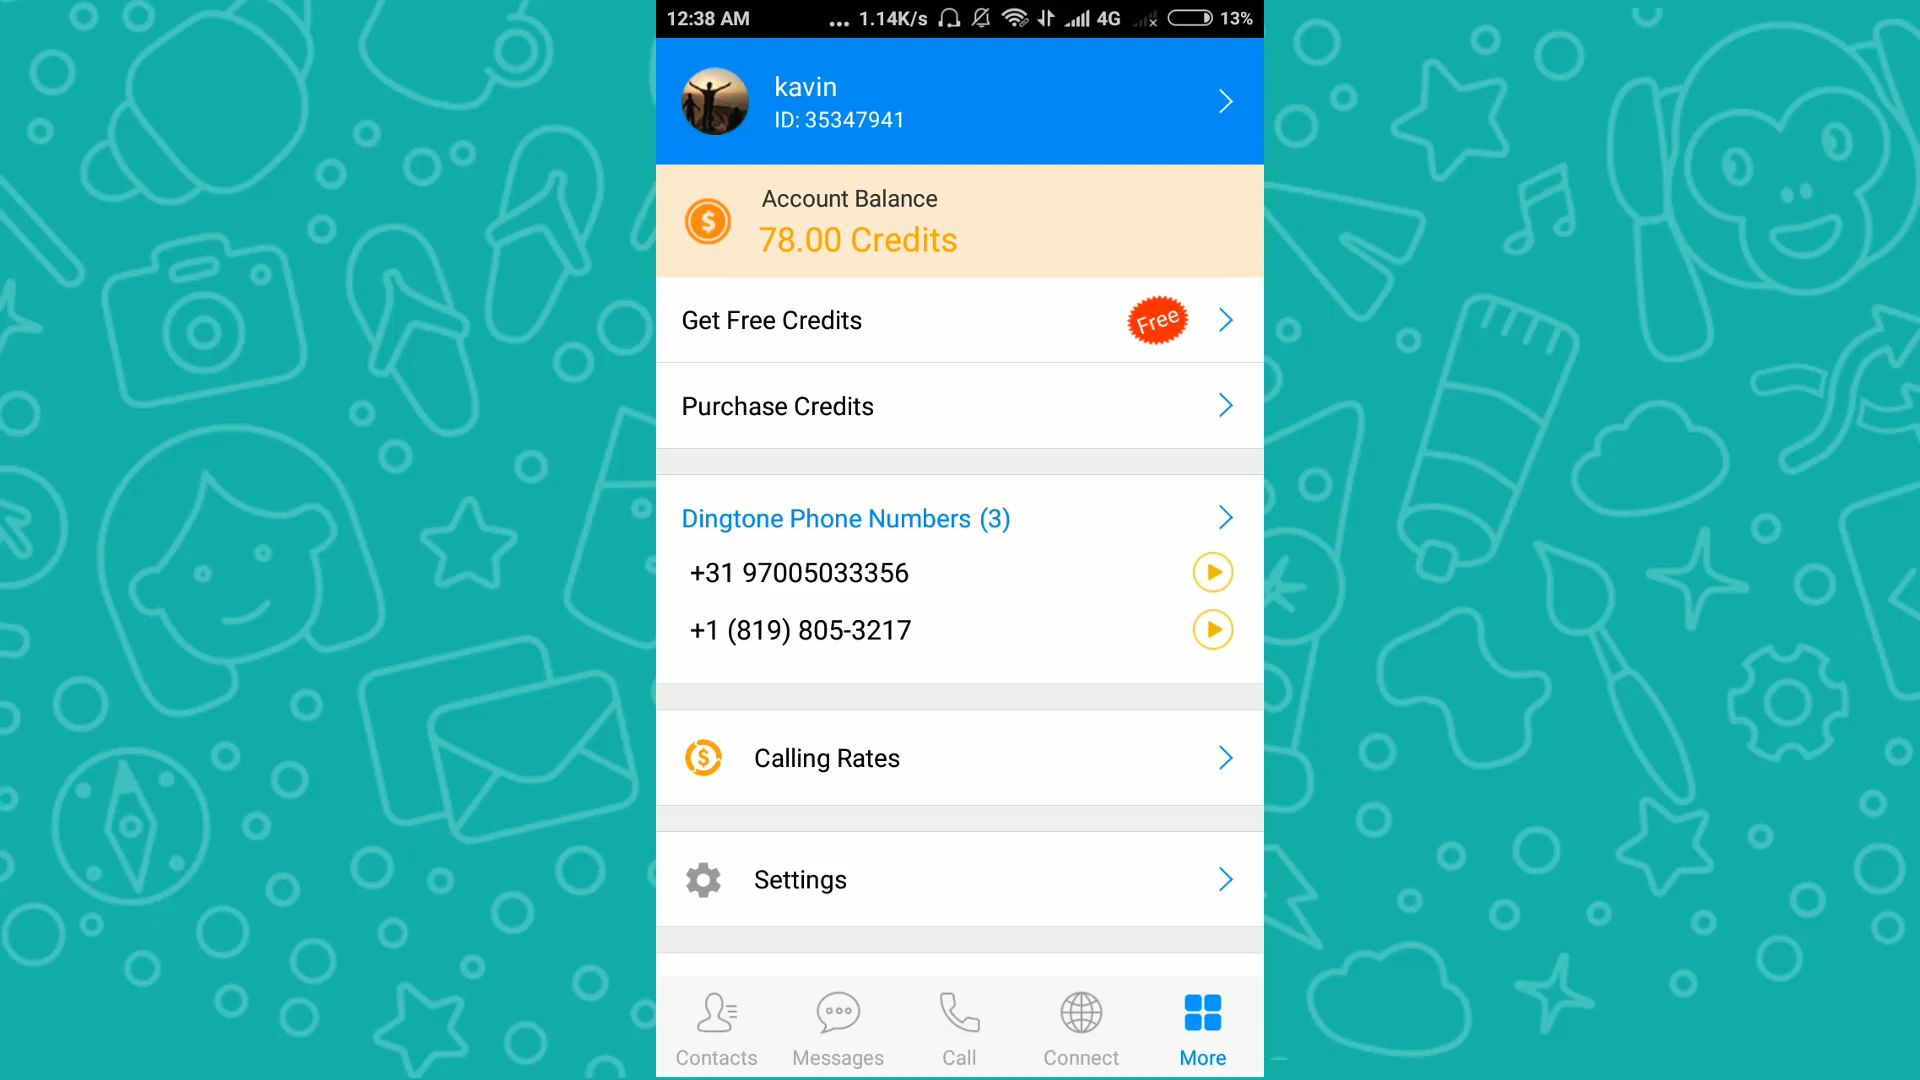 12:38 AM
... 1.14K/s 4G 13%
kavin
ID: 35347941
Account Balance
78.00 Credits
Get Free Credits
Free
Purchase Credits
Dingtone Phone Numbers (3)
+31 97005033356
+1 (819) 805-3217
Calling Rates
Settings
Contacts
Messages
Call
Connect
More